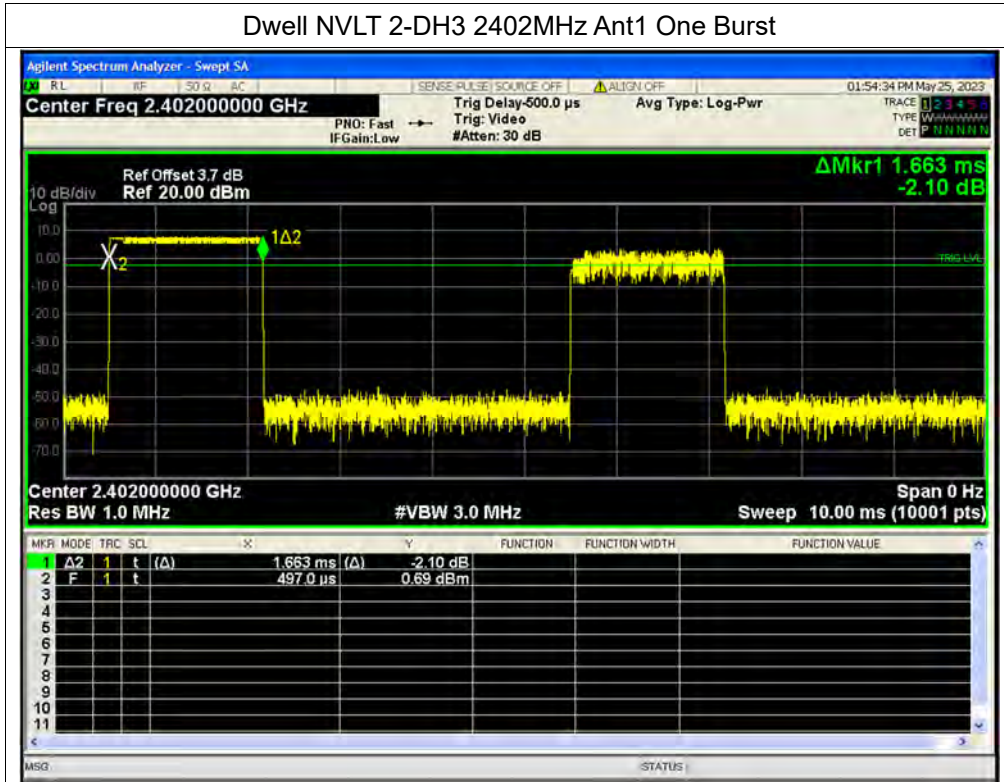 Dwell NVLT 2-DH3 2402MHz Ant1 One Burst
Agilent Spectrum Analyzer - Swept SA
LXI RL RF 50 Ω AC SENSE:PULSE SOURCE OFF ALIGN OFF 01:54:34 PM May 25, 2023
Center Freq 2.402000000 GHz
PNO: Fast
IFGain:Low
Trig Delay-500.0 µs
Trig: Video
#Atten: 30 dB
Avg Type: Log-Pwr
TRACE 1 2 3 4 5 6
TYPE W
DET P N N N N N
ΔMkr1 1.663 ms
-2.10 dB
Ref Offset 3.7 dB
10 dB/div Ref 20.00 dBm
Log
10.0
0.00
-10.0
-20.0
-30.0
-40.0
-50.0
-60.0
-70.0
1Δ2
2
TRIG LVL
Center 2.402000000 GHz Span 0 Hz
Res BW 1.0 MHz #VBW 3.0 MHz Sweep 10.00 ms (10001 pts)
MKR MODE TRC SCL X Y FUNCTION FUNCTION WIDTH FUNCTION VALUE
1 Δ2 1 t (Δ) 1.663 ms (Δ) -2.10 dB
2 F 1 t 497.0 µs 0.69 dBm
3
4
5
6
7
8
9
10
11
MSG STATUS